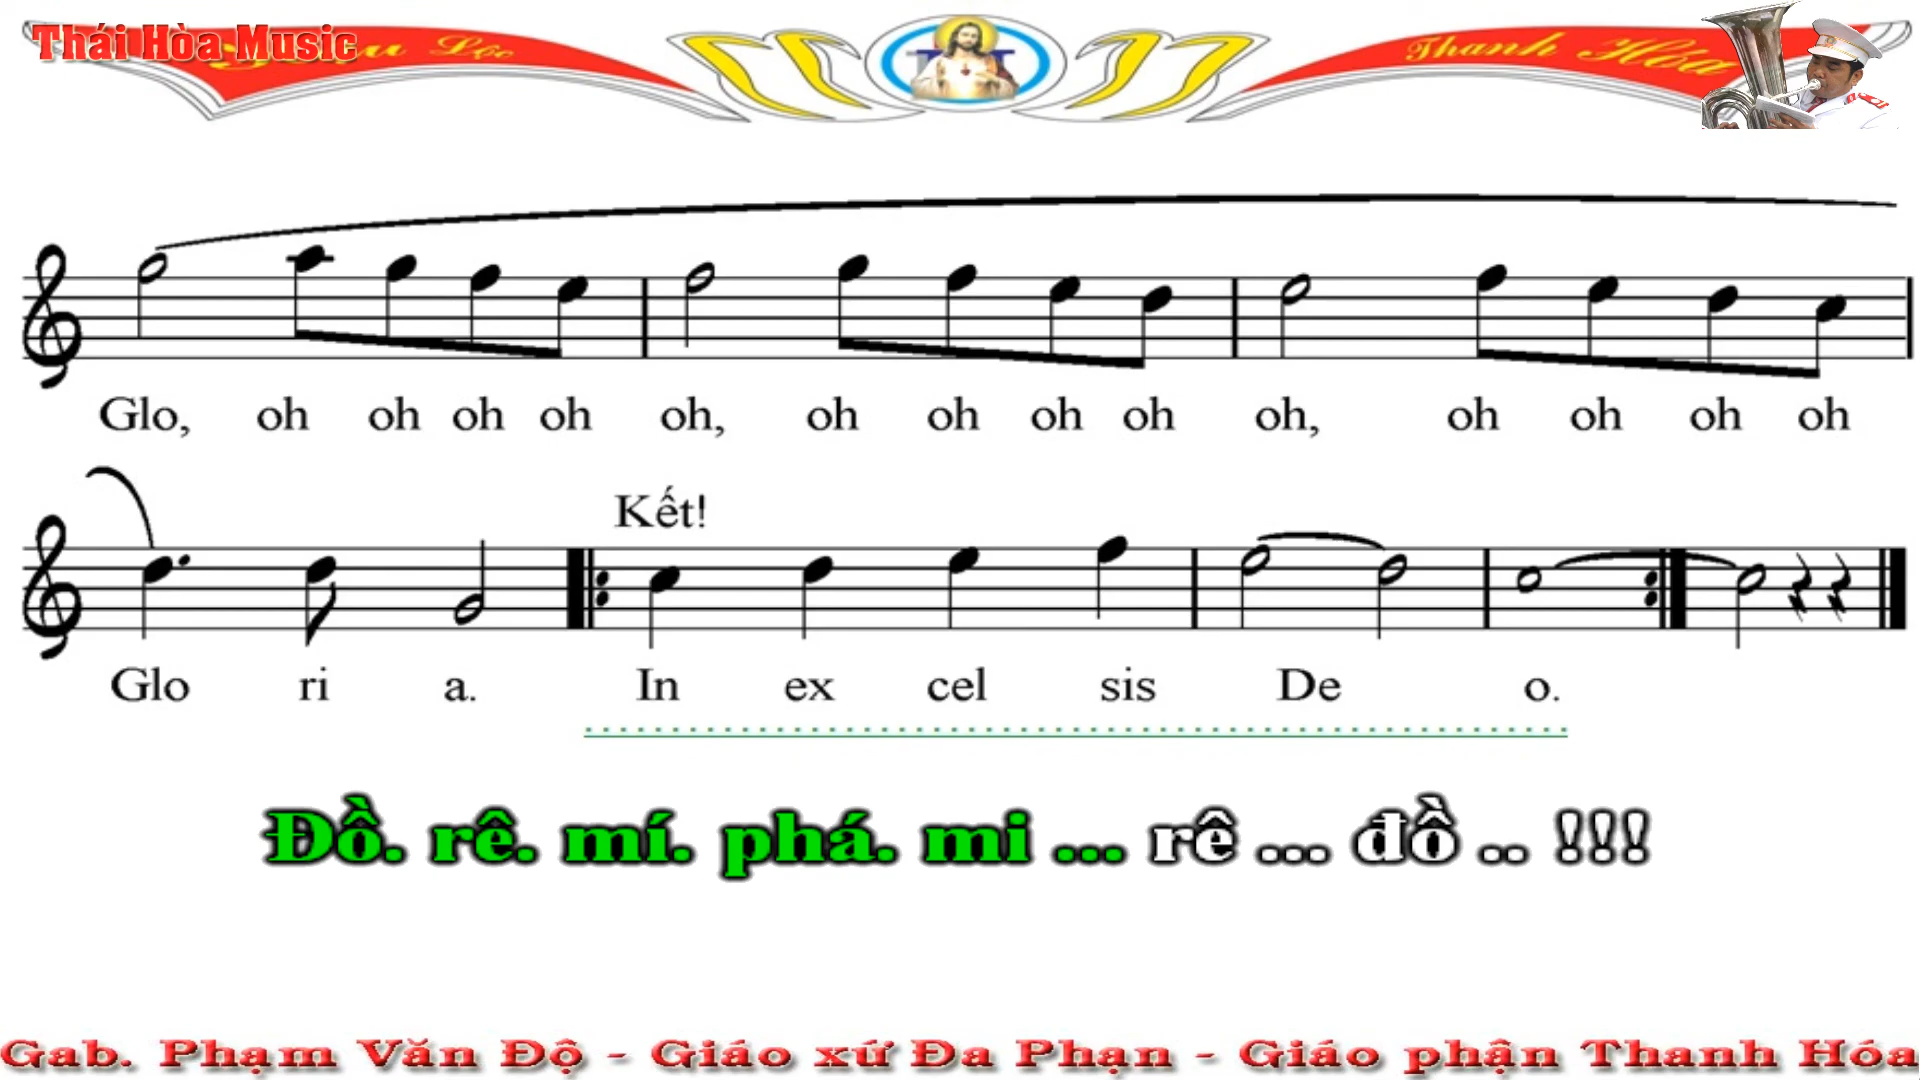 Thái Hòa Music
Lộc
Thanh Hóa
Glo, oh oh oh oh oh, oh oh oh oh oh, oh oh oh oh
Kết!
Glo ri a. In ex cel sis De o.
Đồ. rê. mí. phá. mi ... rê ... đồ .. !!!
Gab. Phạm Văn Độ - Giáo xứ Đa Phạn - Giáo phận Thanh Hóa